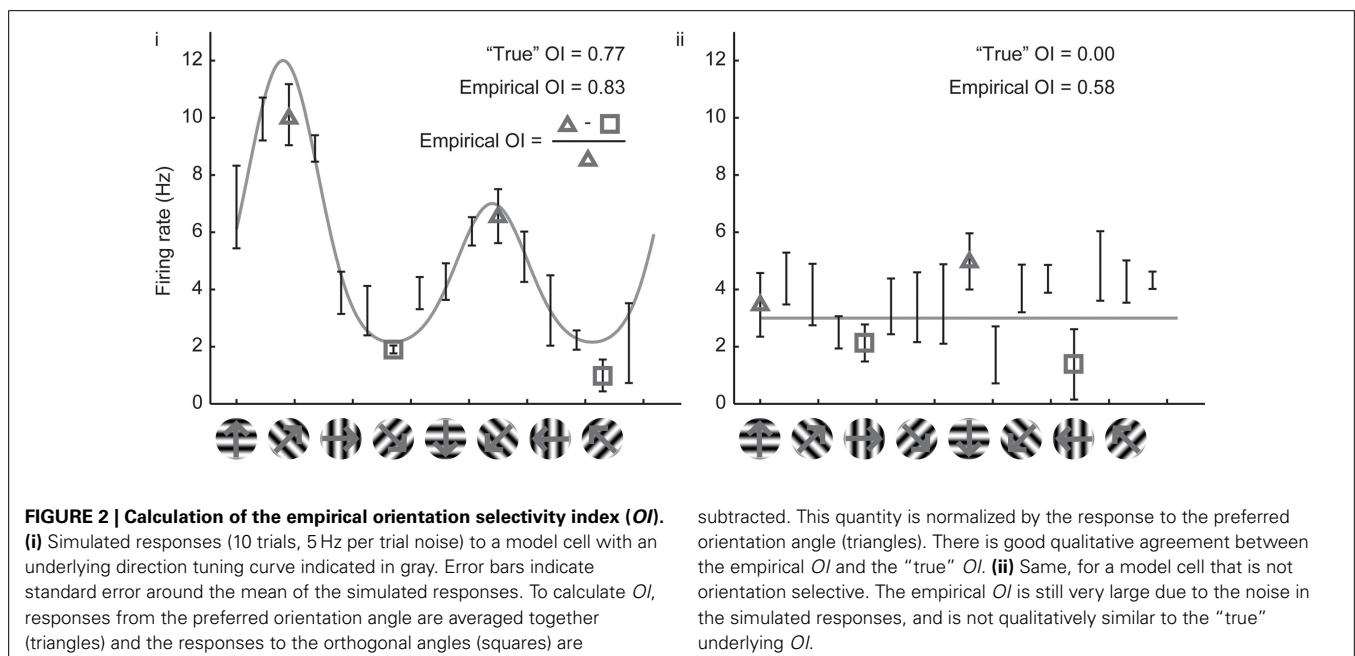 i
"True" OI = 0.77
Empirical OI = 0.83
Empirical OI = △ - □
△
Firing rate (Hz)
12
10
8
6
4
2
0
ii
"True" OI = 0.00
Empirical OI = 0.58
12
10
8
6
4
2
0
FIGURE 2 | Calculation of the empirical orientation selectivity index (OI).
(i) Simulated responses (10 trials, 5 Hz per trial noise) to a model cell with an
underlying direction tuning curve indicated in gray. Error bars indicate
standard error around the mean of the simulated responses. To calculate OI,
responses from the preferred orientation angle are averaged together
(triangles) and the responses to the orthogonal angles (squares) are
subtracted. This quantity is normalized by the response to the preferred
orientation angle (triangles). There is good qualitative agreement between
the empirical OI and the "true" OI. (ii) Same, for a model cell that is not
orientation selective. The empirical OI is still very large due to the noise in
the simulated responses, and is not qualitatively similar to the "true"
underlying OI.